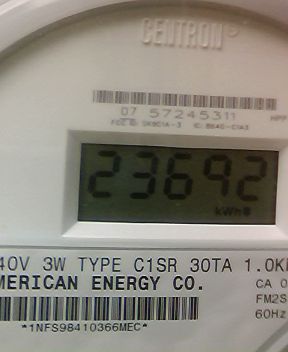 CENTRON®
07 57245311
23692
kWh
40V 3W TYPE C1SR 30TA 1.0K
MERICAN ENERGY CO.
CA 0
FM2S
60Hz
*1NFS98410366MEC*